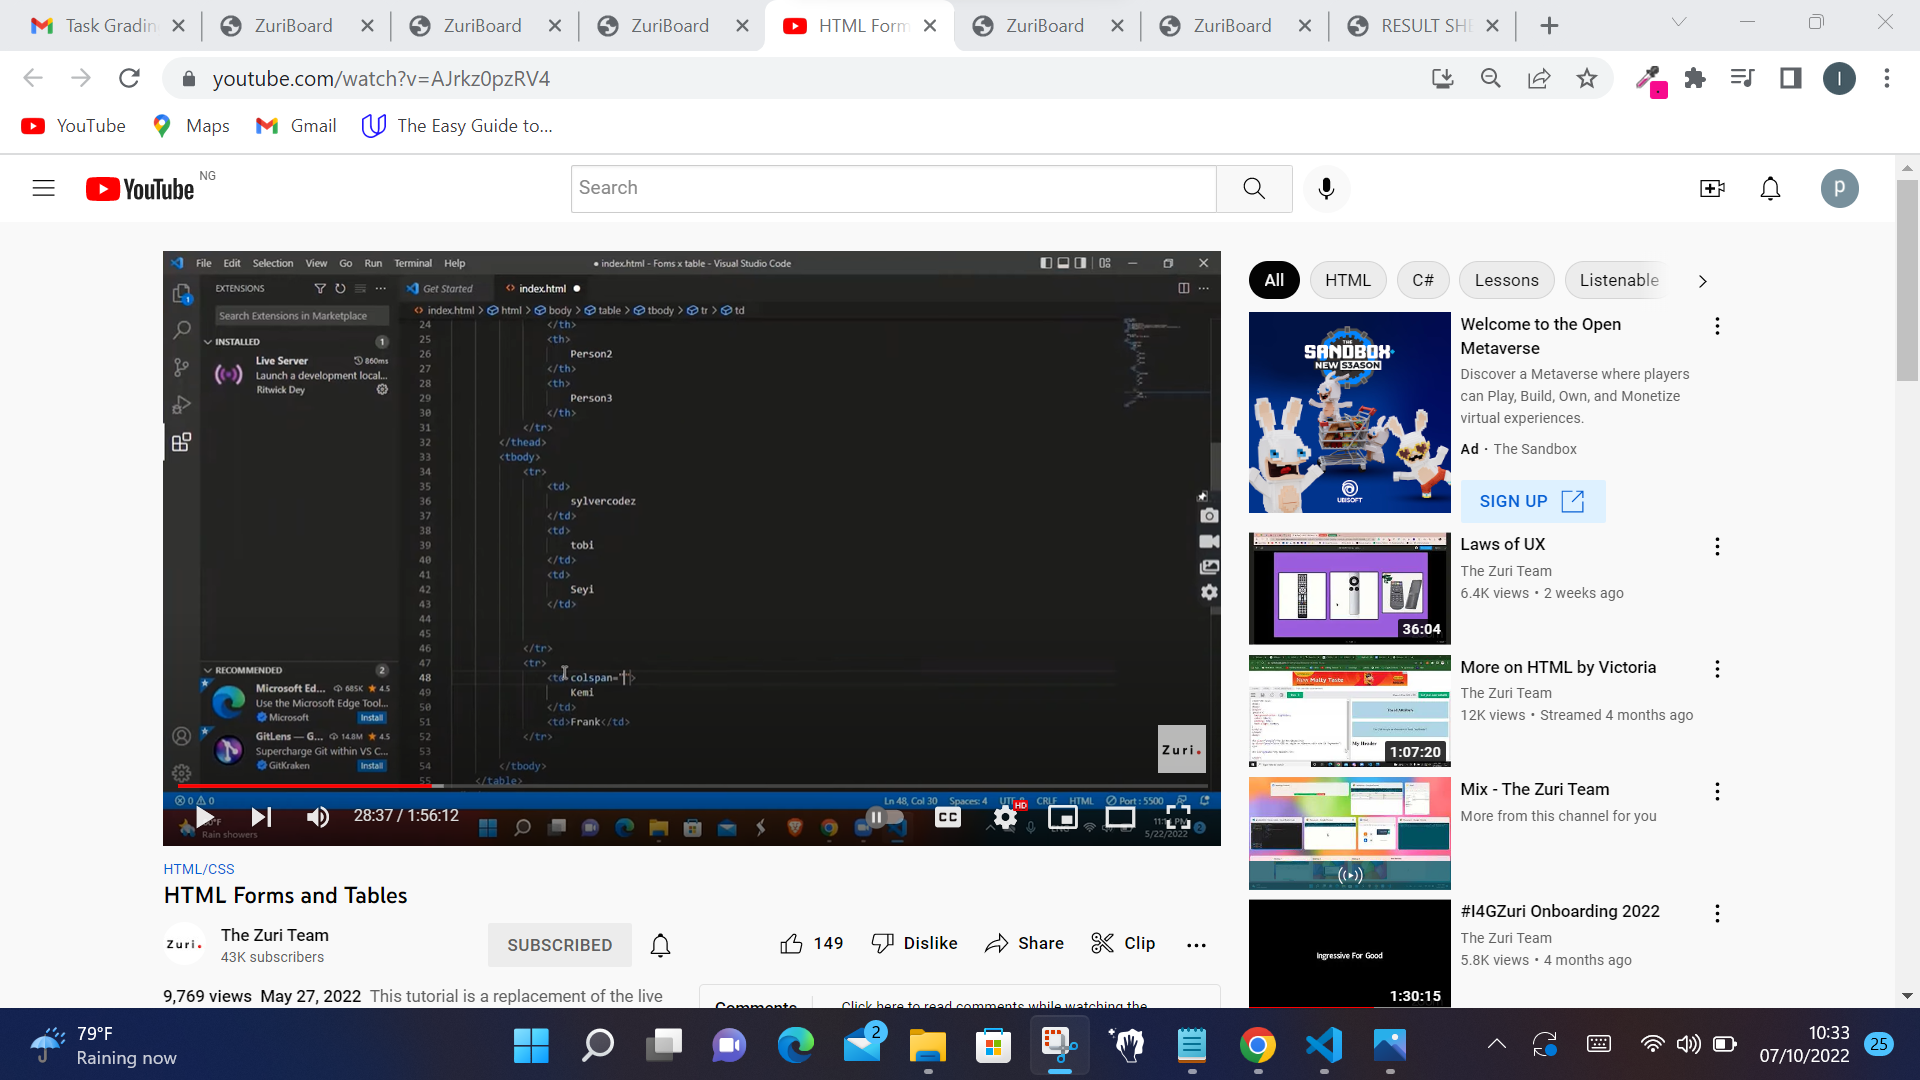 Task Gradin
ZuriBoard
ZuriBoard
ZuriBoard
HTML Form
ZuriBoard
ZuriBoard
RESULT SHE
youtube.com/watch?v=AJrkz0pzRV4
I
YouTube
Maps
Gmail
The Easy Guide to...
YouTube NG
Search
p
File Edit Selection View Go Run Terminal Help
● index.html - Foms x table - Visual Studio Code
EXTENSIONS
Get Started
index.html ●
Search Extensions in Marketplace
index.html > html > body > table > tbody > tr > td
INSTALLED 1
Live Server 860ms
Launch a development local...
Ritwick Dey
24 </th>
25 <th>
26 Person2
27 </th>
28 <th>
29 Person3
30 </th>
31 </tr>
32 </thead>
33 <tbody>
34 <tr>
35 <td>
36 sylvercodez
37 </td>
38 <td>
39 tobi
40 </td>
41 <td>
42 Seyi
43 </td>
44
45
46 </tr>
47 <tr>
48 <td colspan="">
49 Kemi
50 </td>
51 <td>Frank</td>
52 </tr>
53
54 </tbody>
55 </table>
RECOMMENDED 2
Microsoft Ed... 685K ★ 4.5
Use the Microsoft Edge Tool...
Microsoft Install
GitLens — G... 14.8M ★ 4.5
Supercharge Git within VS C...
GitKraken Install
Zuri.
0 0
Ln 48, Col 30 Spaces: 4 UTF-8 CRLF HTML Port : 5500
28:37 / 1:56:12
CC
HD
Rain showers
5/22/2022
HTML/CSS
HTML Forms and Tables
Zuri.
The Zuri Team
43K subscribers
SUBSCRIBED
149
Dislike
Share
Clip
9,769 views May 27, 2022 This tutorial is a replacement of the live
Comments
Click here to read comments while watching the
All
HTML
C#
Lessons
Listenable
THE SANDBOX
NEW S3ASON
UBISOFT
Welcome to the Open
Metaverse
Discover a Metaverse where players
can Play, Build, Own, and Monetize
virtual experiences.
Ad · The Sandbox
SIGN UP
36:04
Laws of UX
The Zuri Team
6.4K views • 2 weeks ago
1:07:20
My Header
More on HTML by Victoria
The Zuri Team
12K views • Streamed 4 months ago
Mix - The Zuri Team
More from this channel for you
Ingressive For Good
1:30:15
#I4GZuri Onboarding 2022
The Zuri Team
5.8K views • 4 months ago
79°F
Raining now
2
10:33
07/10/2022
25